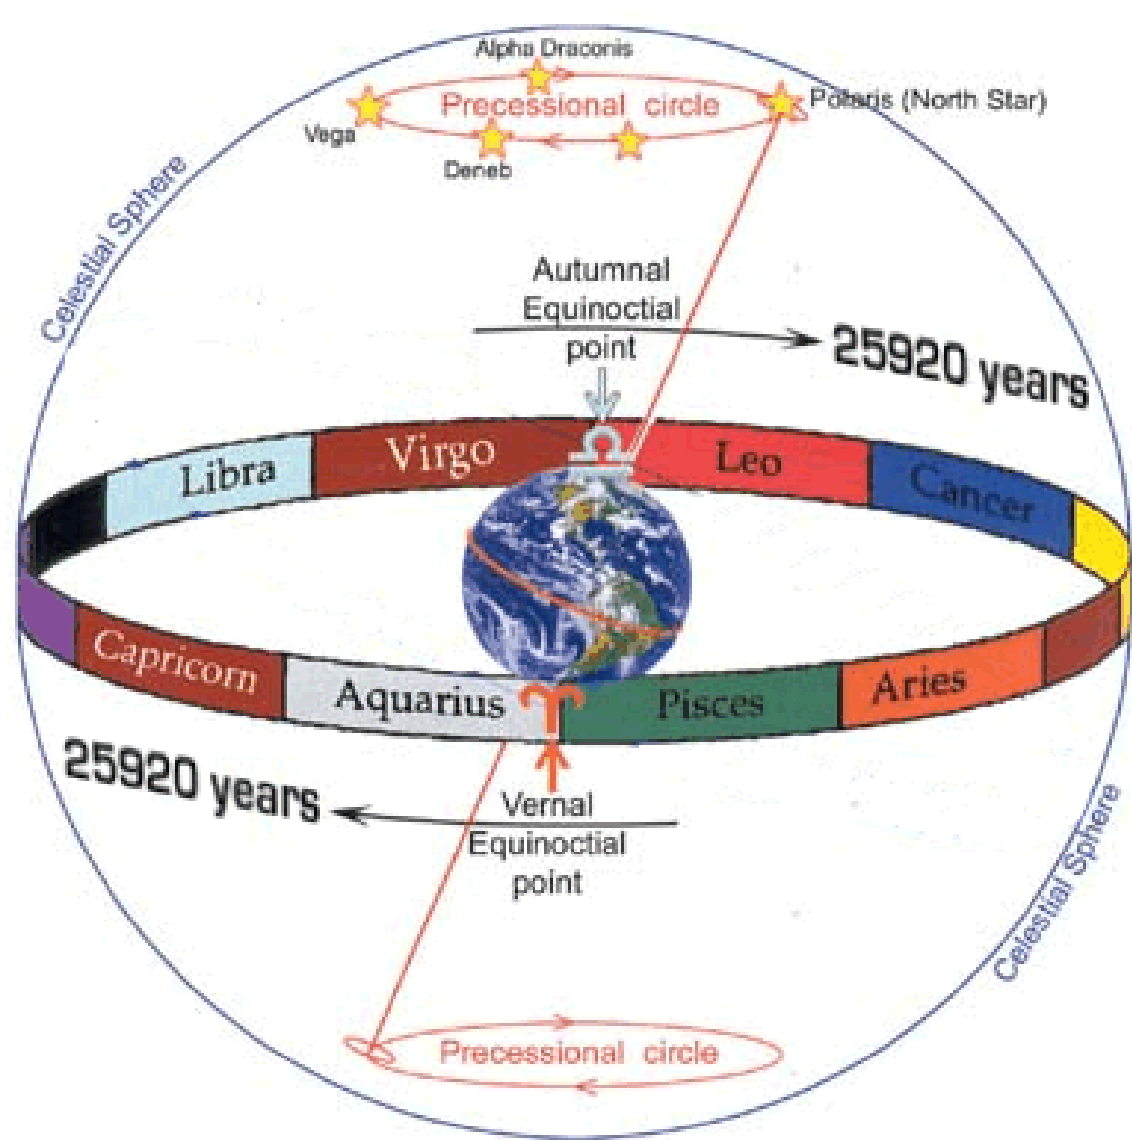 Alpha Draconis
Precessional circle
Polaris (North Star)
Vega
Deneb
Celestial Sphere
Autumnal
Equinoctial
point
25920 years
Libra
Virgo
Leo
Cancer
Capricorn
Aquarius
Pisces
Aries
25920 years
Vernal
Equinoctial
point
Celestial Sphere
Precessional circle